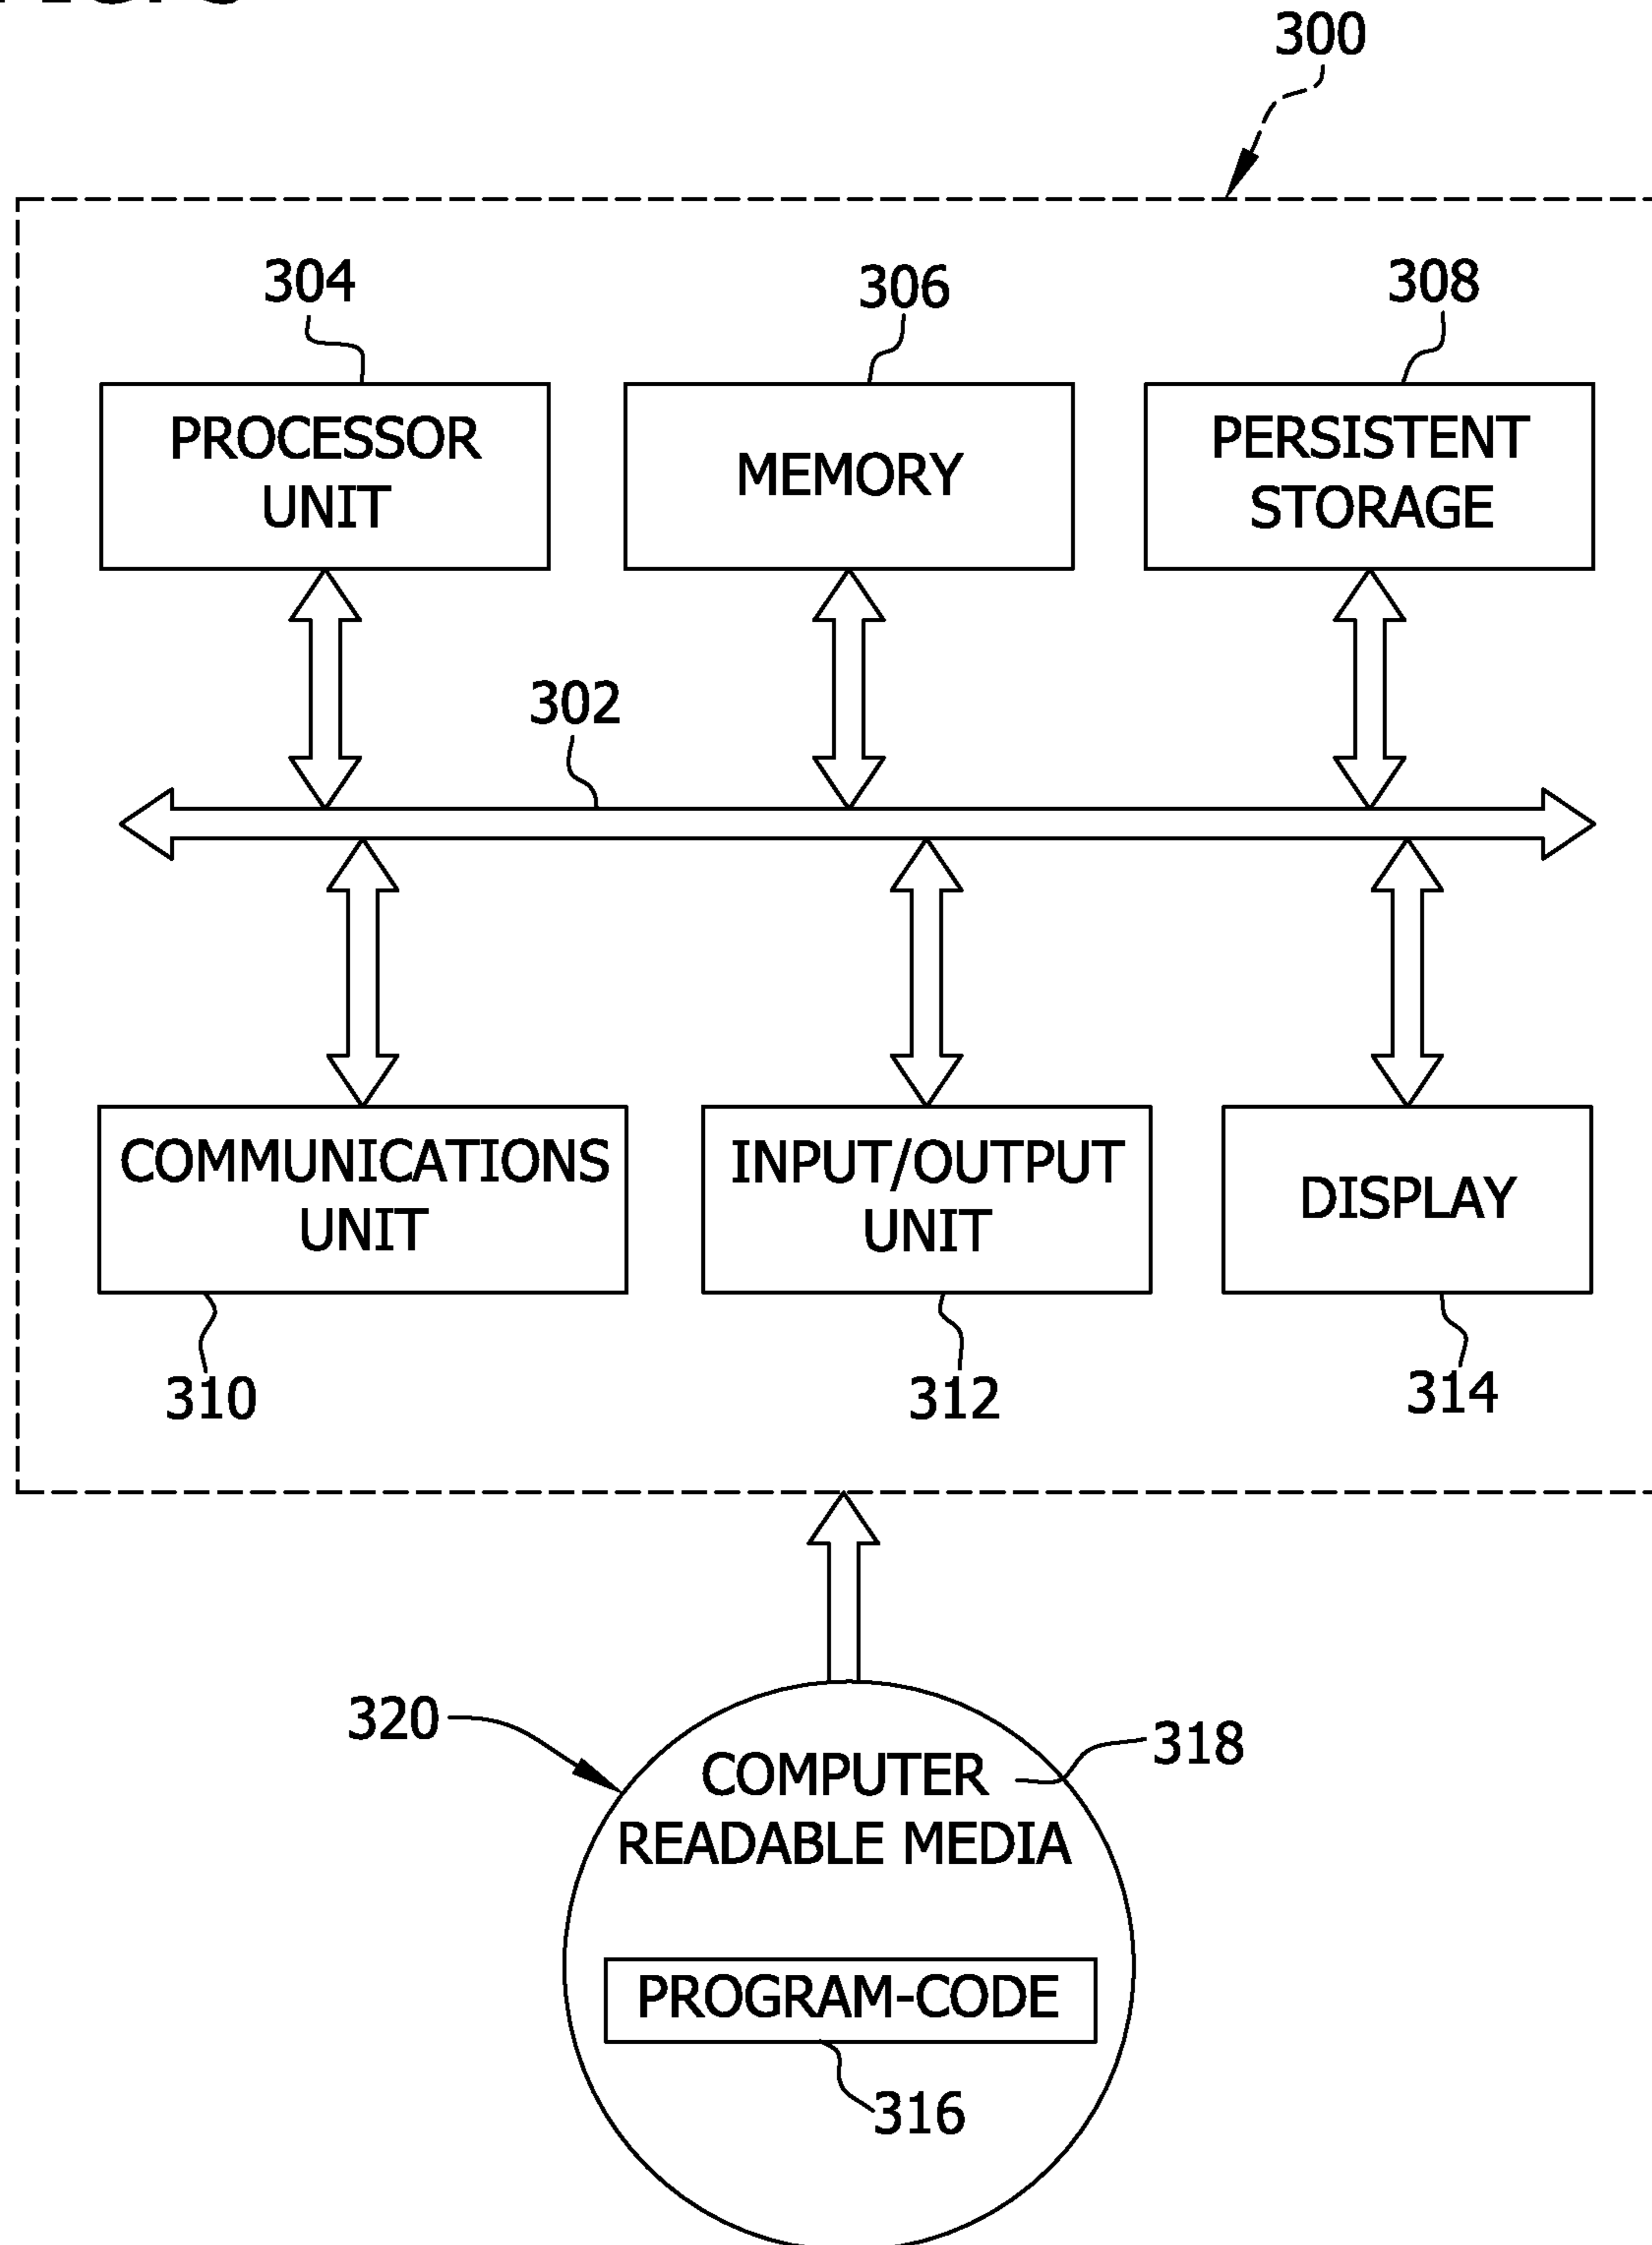 300
304
306
308
PROCESSOR
UNIT
MEMORY
PERSISTENT
STORAGE
302
COMMUNICATIONS
UNIT
INPUT/OUTPUT
UNIT
DISPLAY
310
312
314
320
318
COMPUTER
READABLE MEDIA
PROGRAM-CODE
316